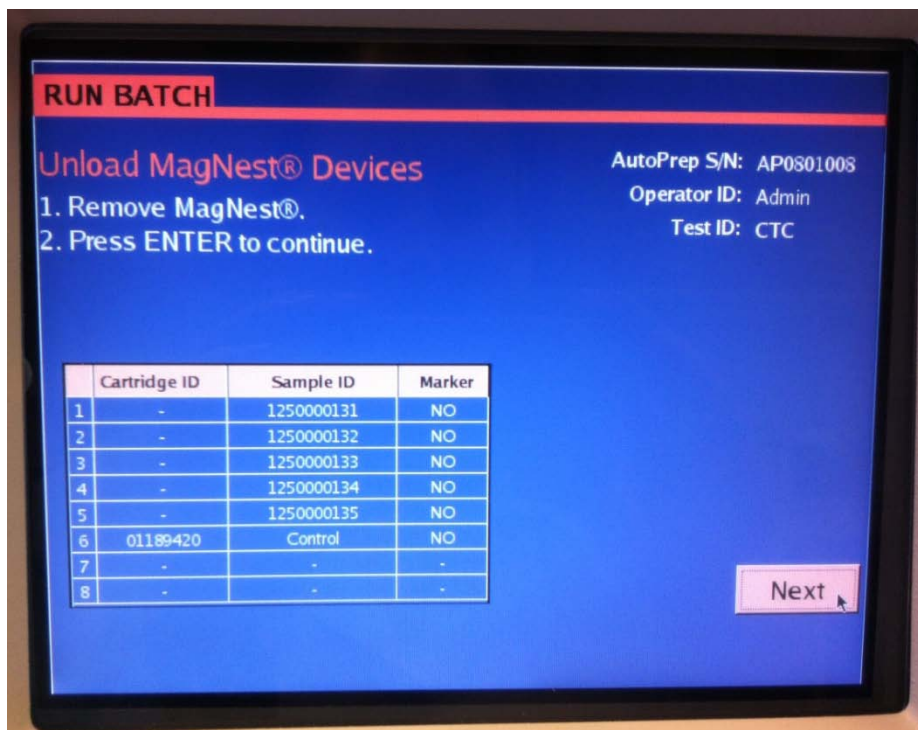 RUN BATCH
Unload MagNest® Devices
1. Remove MagNest®.
2. Press ENTER to continue.
AutoPrep S/N: AP0801008
Operator ID: Admin
Test ID: CTC
Cartridge ID Sample ID Marker
1 - 1250000131 NO
2 - 1250000132 NO
3 - 1250000133 NO
4 - 1250000134 NO
5 - 1250000135 NO
6 01189420 Control NO
7 - - -
8 - - -
Next